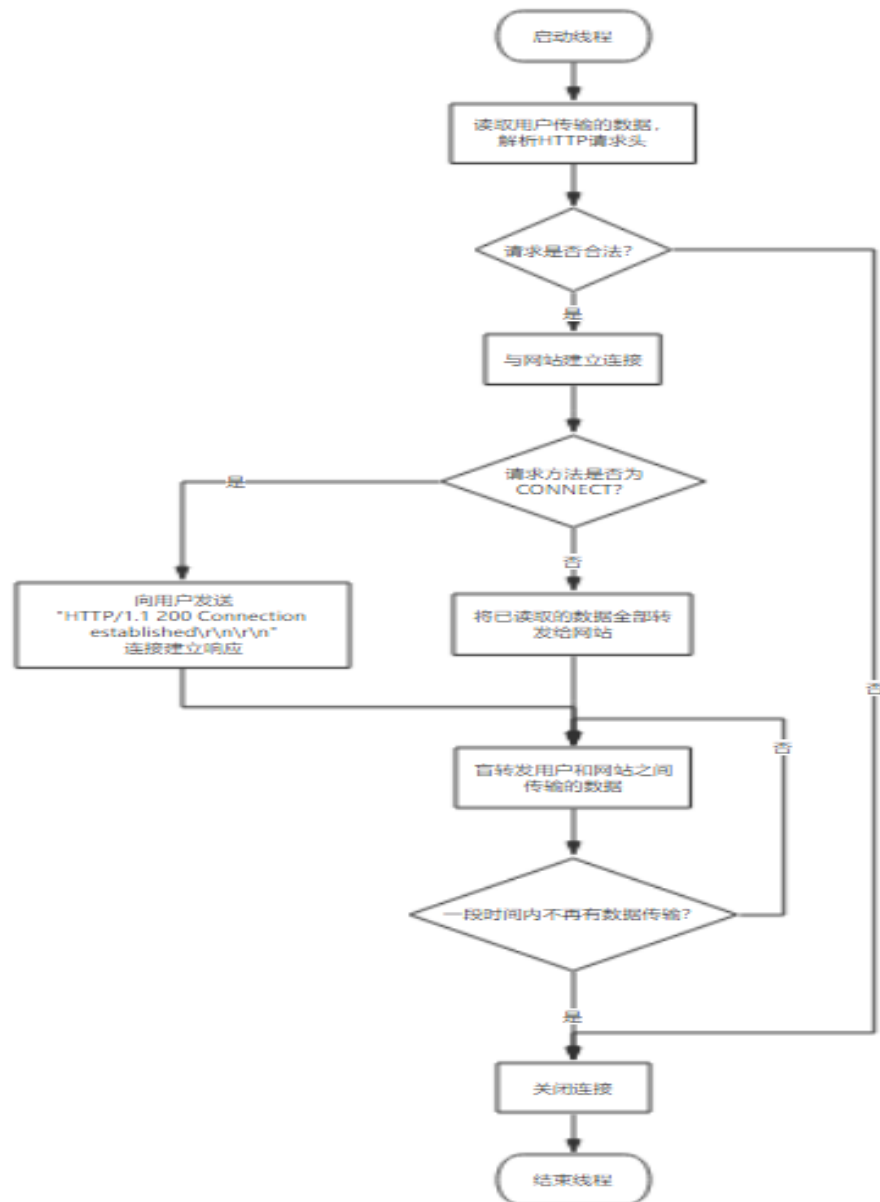 启动线程
读取用户传输的数据，
解析HTTP请求头
请求是否合法？
是
与网站建立连接
请求方法是否为
CONNECT？
是
否
向用户发送
"HTTP/1.1 200 Connection
established\r\n\r\n"
连接建立响应
将已读取的数据全部转
发给网站
否
否
盲转发用户和网站之间
传输的数据
一段时间内不再有数据传输？
是
关闭连接
结束线程